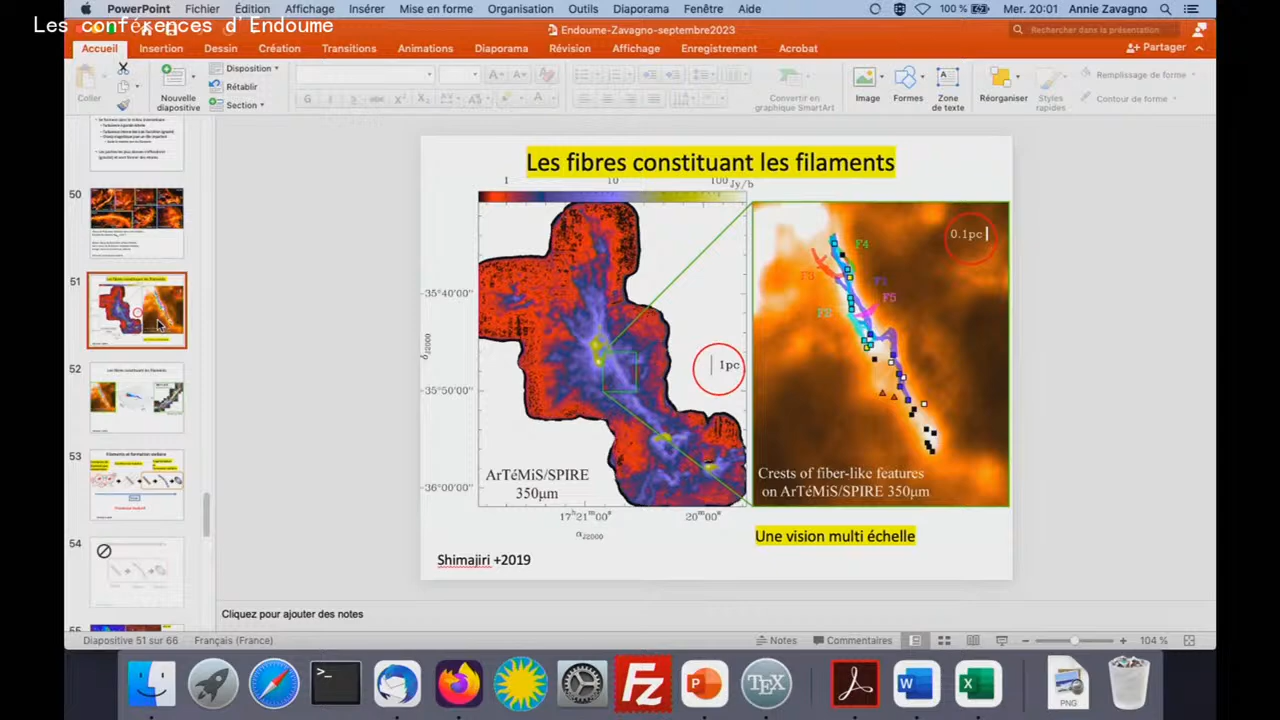 Les conférences d'Endoume
PowerPoint Fichier Édition Affichage Insérer Mise en forme Organisation Outils Diaporama Fenêtre Aide 100 % Mer. 20:01 Annie Zavagno
Endoume-Zavagno-septembre2023
Rechercher dans la présentation
Accueil Insertion Dessin Création Transitions Animations Diaporama Révision Affichage Enregistrement Acrobat Partager
Coller
Nouvelle diapositive
Disposition
Rétablir
Section
G I S abc X² X₂
Convertir en graphique SmartArt
Image
Formes
Zone de texte
Réorganiser
Styles rapides
Remplissage de forme
Contour de forme
50
51
52
53
54
55
Les fibres constituant les filaments
1 10 100 Jy/b
-35°40'00"
-35°50'00"
-36°00'00"
δJ2000
17h21m00s 20m00s
αJ2000
ArTéMiS/SPIRE
350μm
1pc
0.1pc
F4
F3
F1
F5
F2
Crests of fiber-like features
on ArTéMiS/SPIRE 350μm
Une vision multi échelle
Shimajiri +2019
Cliquez pour ajouter des notes
Diapositive 51 sur 66 Français (France) Notes Commentaires 104 %
PNG